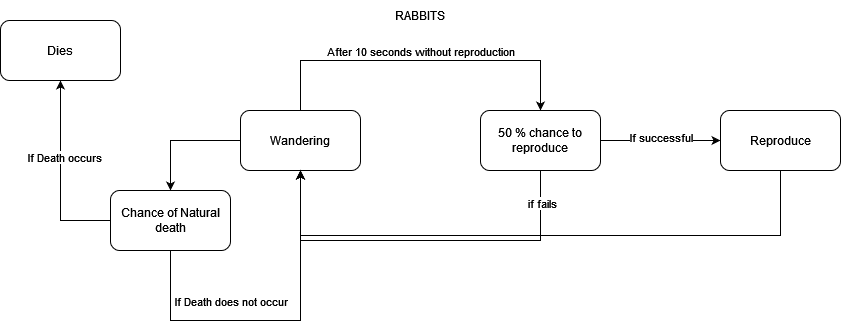 RABBITS
Dies
After 10 seconds without reproduction
Wandering
50 % chance to
reproduce
If successful
Reproduce
If Death occurs
Chance of Natural
death
if fails
If Death does not occur